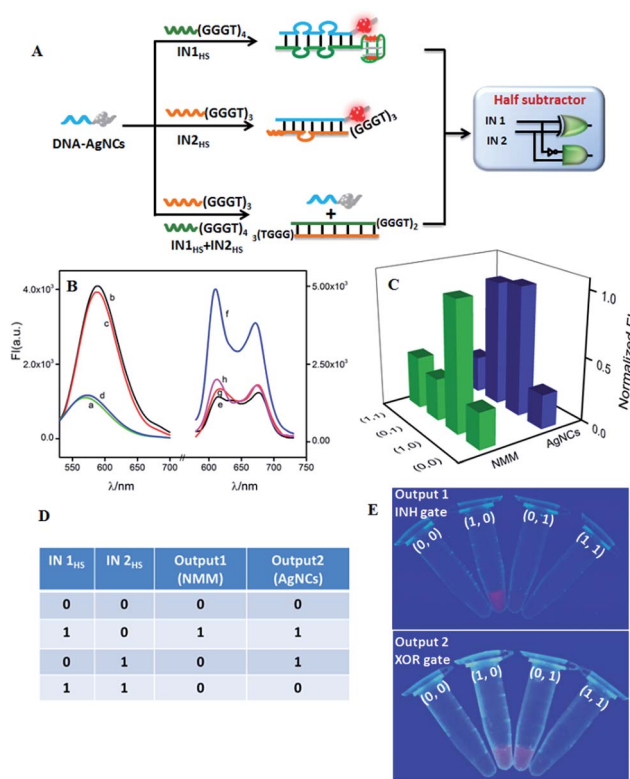 A
(GGGT)4
IN1HS
(GGGT)3
IN2HS
(GGGT)3
DNA-AgNCs
(GGGT)3
(GGGT)4
IN1HS+IN2HS
+
3(TGGG)
(GGGT)2
Half subtractor
IN 1
IN 2
B
FI(a.u.)
4.0x10³
2.0x10³
0.0
b
c
d
a
550 600 650 700
λ/nm
f
h
g
e
5.00x10³
2.50x10³
0.00
600 650 700 750
λ/nm
C
1.0
0.5
0.0
Normalized FI
(1,1)
(0,1)
(1,0)
(0,0)
NMM
AgNCs
D
IN 1HS IN 2HS Output1 (NMM) Output2 (AgNCs)
0 0 0 0
1 0 1 1
0 1 0 1
1 1 0 0
E
Output 1
INH gate
(0, 0)
(1, 0)
(0, 1)
(1, 1)
Output 2
XOR gate
(0, 0)
(1, 0)
(0, 1)
(1, 1)